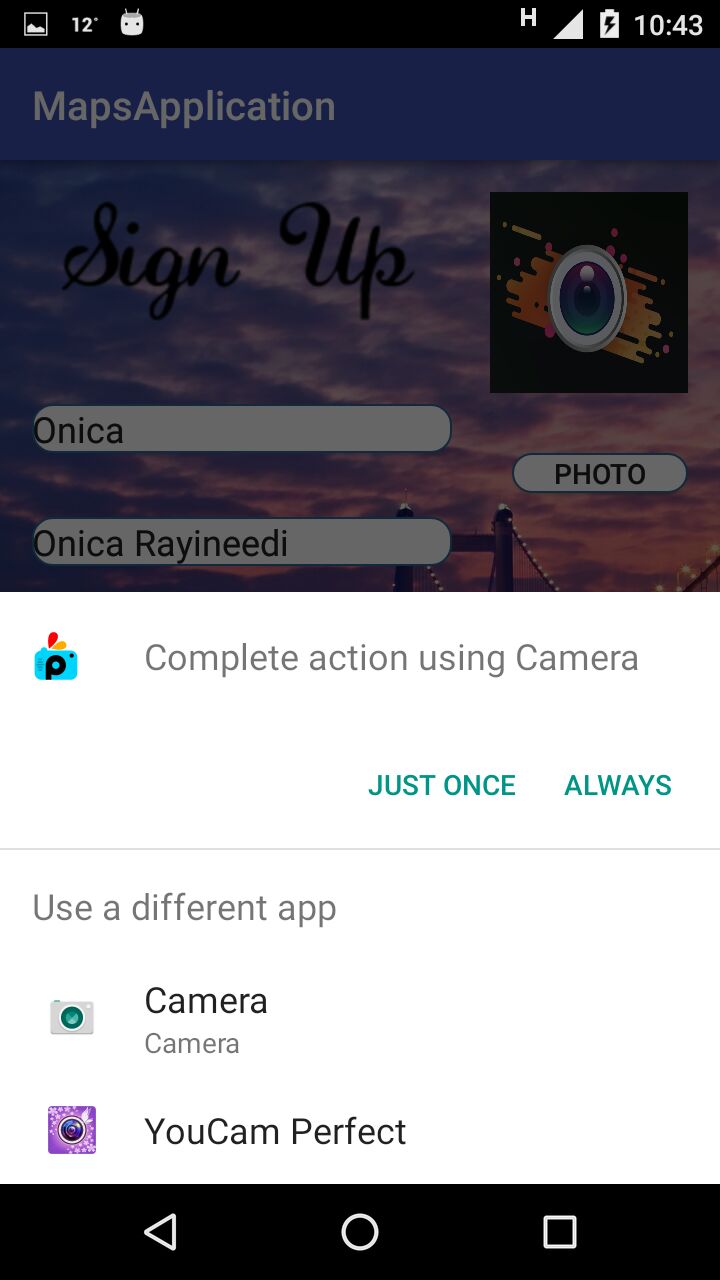 12° H 10:43
MapsApplication
Sign Up
Onica
PHOTO
Onica Rayineedi
p Complete action using Camera
JUST ONCE ALWAYS
Use a different app
Camera
Camera
YouCam Perfect